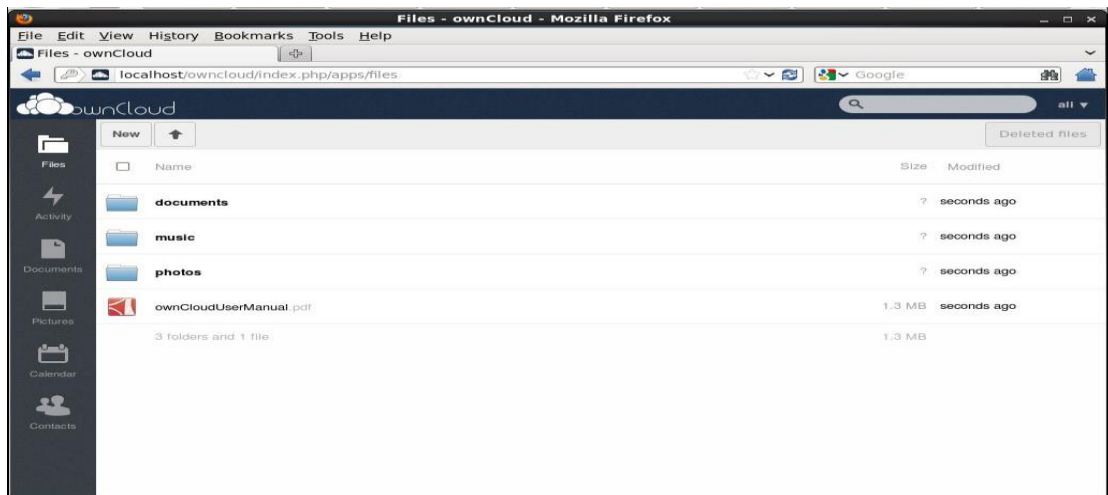 Files - ownCloud - Mozilla Firefox
File Edit View History Bookmarks Tools Help
Files - ownCloud
localhost/owncloud/index.php/apps/files
Google
ownCloud
all
New
Deleted files
Files
Name Size Modified
documents ? seconds ago
Activity
music ? seconds ago
Documents
photos ? seconds ago
Pictures
ownCloudUserManual.pdf 1.3 MB seconds ago
3 folders and 1 file 1.3 MB
Calendar
Contacts